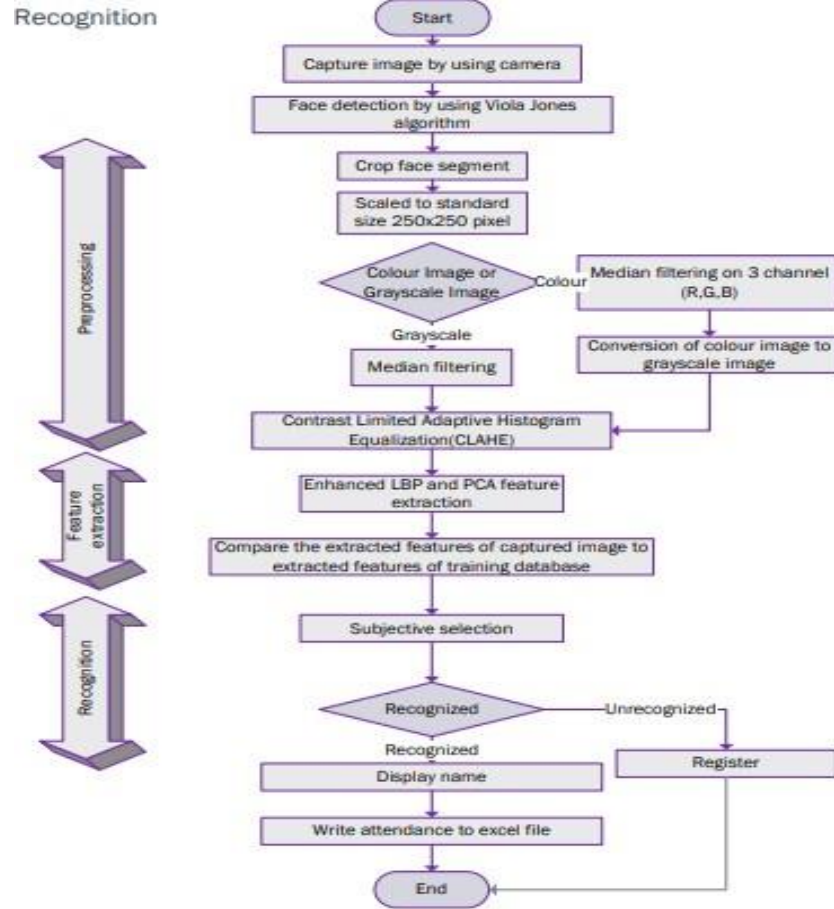 Recognition
Start
Capture image by using camera
Face detection by using Viola Jones
algorithm
Crop face segment
Scaled to standard
size 250x250 pixel
Colour Image or
Grayscale Image
Colour
Median filtering on 3 channel
(R,G,B)
Grayscale
Conversion of colour image to
grayscale image
Median filtering
Contrast Limited Adaptive Histogram
Equalization(CLAHE)
Enhanced LBP and PCA feature
extraction
Compare the extracted features of captured image to
extracted features of training database
Subjective selection
Recognized
Unrecognized
Recognized
Register
Display name
Write attendance to excel file
End
Preprocessing
Feature
extraction
Recognition